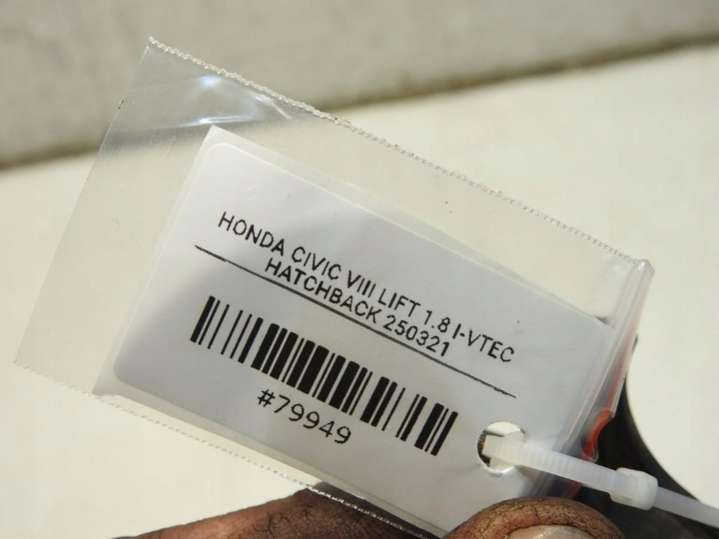 HONDA CIVIC VIII LIFT 1.8 I-VTEC
HATCHBACK 250321
#79949